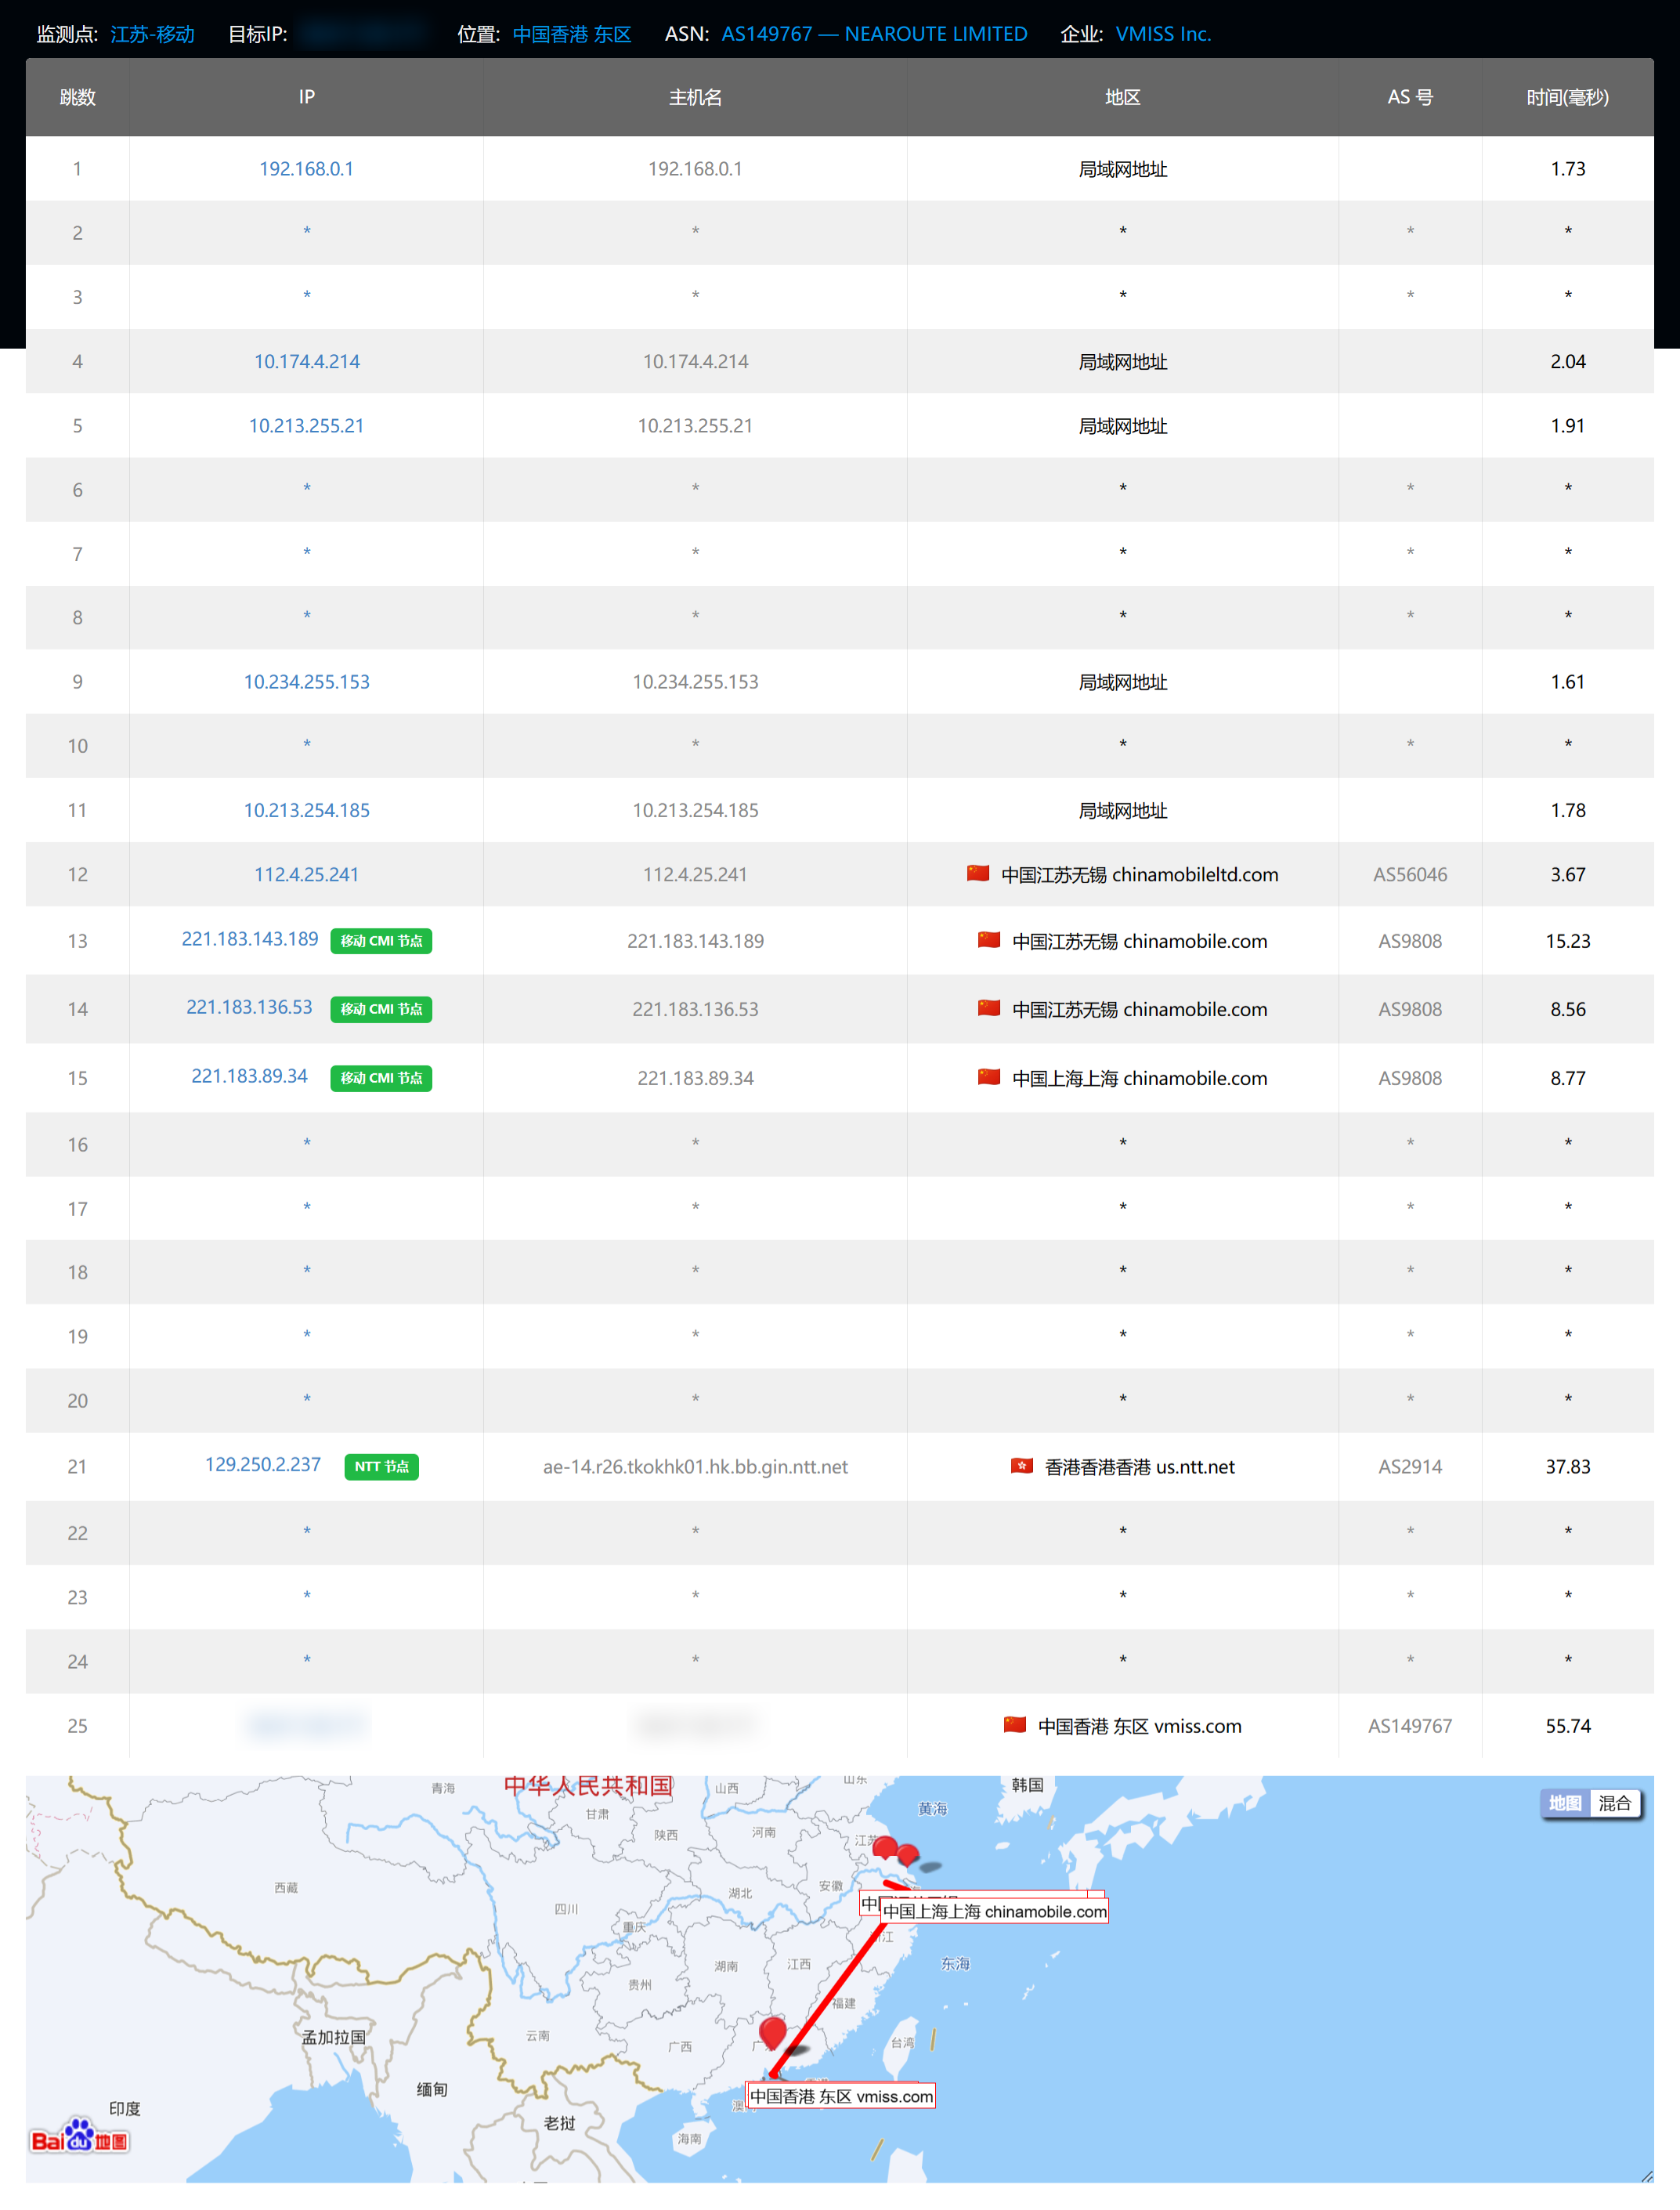 监测点: 江苏-移动 目标IP: 位置: 中国香港 东区 ASN: AS149767 — NEAROUTE LIMITED 企业: VMISS Inc.
跳数 IP 主机名 地区 AS 号 时间(毫秒)
1 192.168.0.1 192.168.0.1 局域网地址 1.73
2 * * * * *
3 * * * * *
4 10.174.4.214 10.174.4.214 局域网地址 2.04
5 10.213.255.21 10.213.255.21 局域网地址 1.91
6 * * * * *
7 * * * * *
8 * * * * *
9 10.234.255.153 10.234.255.153 局域网地址 1.61
10 * * * * *
11 10.213.254.185 10.213.254.185 局域网地址 1.78
12 112.4.25.241 112.4.25.241 中国江苏无锡 chinamobileltd.com AS56046 3.67
13 221.183.143.189 移动 CMI 节点 221.183.143.189 中国江苏无锡 chinamobile.com AS9808 15.23
14 221.183.136.53 移动 CMI 节点 221.183.136.53 中国江苏无锡 chinamobile.com AS9808 8.56
15 221.183.89.34 移动 CMI 节点 221.183.89.34 中国上海上海 chinamobile.com AS9808 8.77
16 * * * * *
17 * * * * *
18 * * * * *
19 * * * * *
20 * * * * *
21 129.250.2.237 NTT 节点 ae-14.r26.tkokhk01.hk.bb.gin.ntt.net 香港香港香港 us.ntt.net AS2914 37.83
22 * * * * *
23 * * * * *
24 * * * * *
25 中国香港 东区 vmiss.com AS149767 55.74
青海 中华人民共和国 山西 山东 韩国
地图 混合
黄海
甘肃
陕西 河南 江苏
西藏 安徽
四川 湖北
中国上海上海 chinamobile.com
重庆
湖南 江西 东海
贵州
福建
云南 广西 台湾
孟加拉国
缅甸 中国香港 东区 vmiss.com
印度
老挝
海南
Bai du 地图